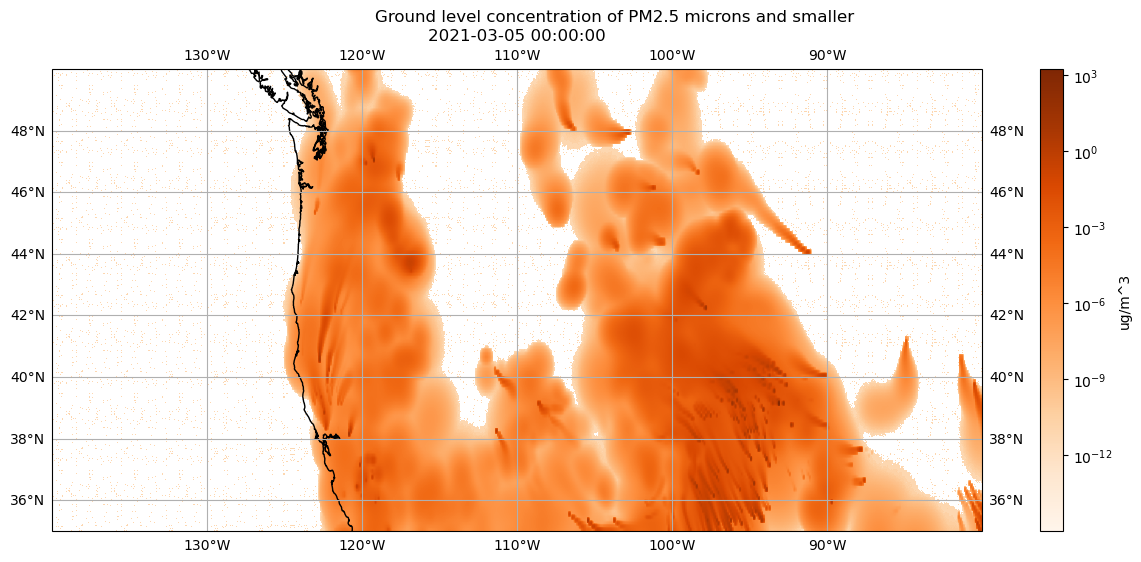 Ground level concentration of PM2.5 microns and smaller
2021-03-05 00:00:00
130°W 120°W 110°W 100°W 90°W
10^3
48°N 48°N
10^0
46°N 46°N
10^-3
44°N 44°N
ug/m^3
42°N 42°N
10^-6
40°N 40°N
10^-9
38°N 38°N
10^-12
36°N 36°N
130°W 120°W 110°W 100°W 90°W